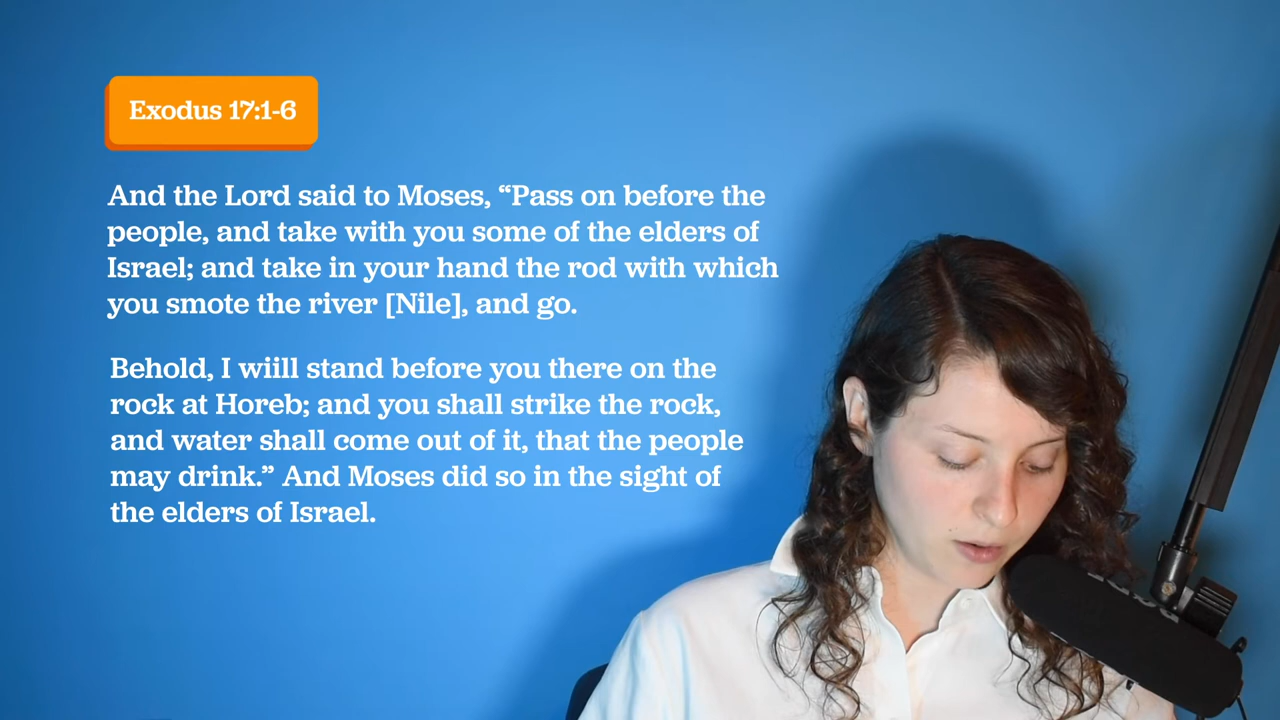 Exodus 17:1-6
And the Lord said to Moses, “Pass on before the
people, and take with you some of the elders of
Israel; and take in your hand the rod with which
you smote the river [Nile], and go.
Behold, I wiill stand before you there on the
rock at Horeb; and you shall strike the rock,
and water shall come out of it, that the people
may drink.” And Moses did so in the sight of
the elders of Israel.